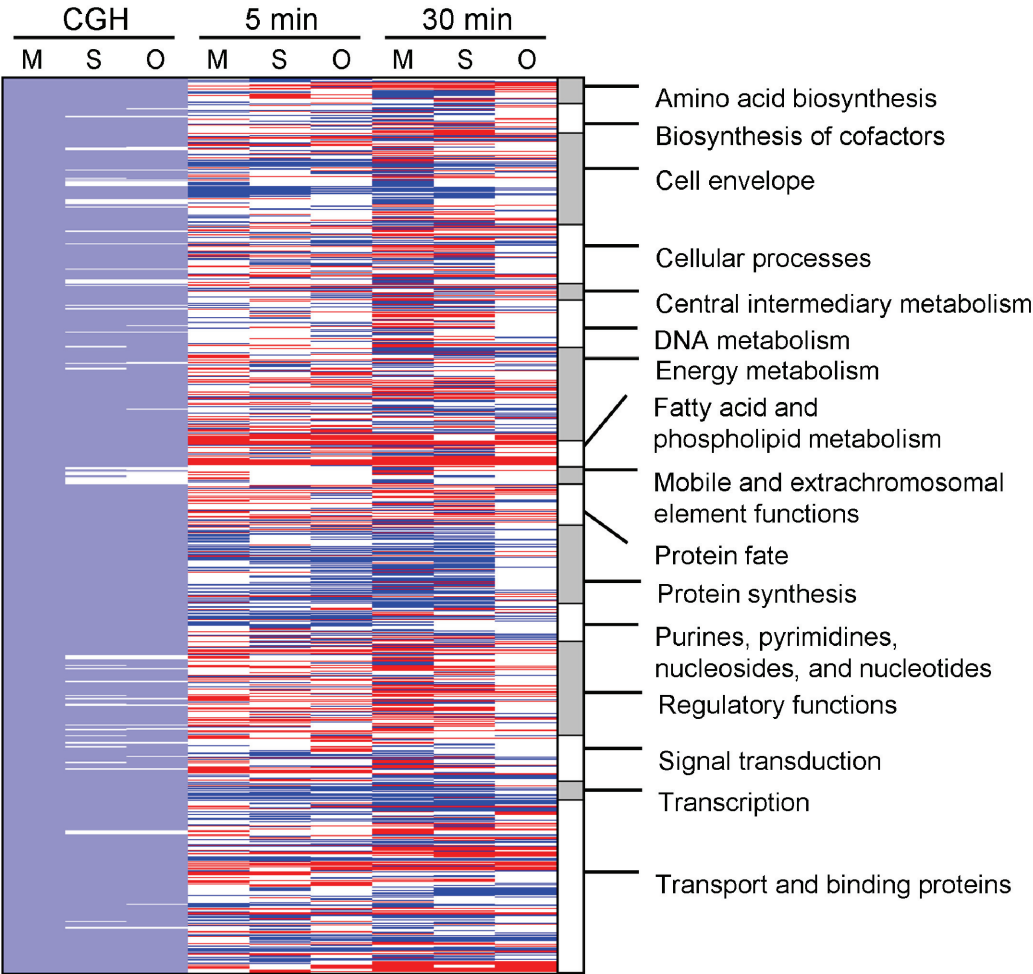 CGH 5 min 30 min
M S O M S O M S O
Amino acid biosynthesis
Biosynthesis of cofactors
Cell envelope
Cellular processes
Central intermediary metabolism
DNA metabolism
Energy metabolism
Fatty acid and
phospholipid metabolism
Mobile and extrachromosomal
element functions
Protein fate
Protein synthesis
Purines, pyrimidines,
nucleosides, and nucleotides
Regulatory functions
Signal transduction
Transcription
Transport and binding proteins